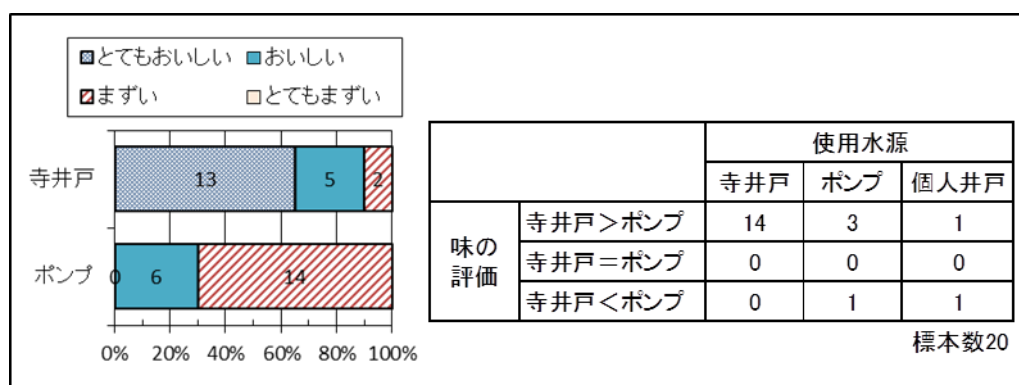 とてもおいしい おいしい
まずい とてもまずい
寺井戸 13 5 2
ポンプ 0 6 14
0% 20% 40% 60% 80% 100%
使用水源
寺井戸 ポンプ 個人井戸
味の評価
寺井戸>ポンプ 14 3 1
寺井戸=ポンプ 0 0 0
寺井戸<ポンプ 0 1 1
標本数20